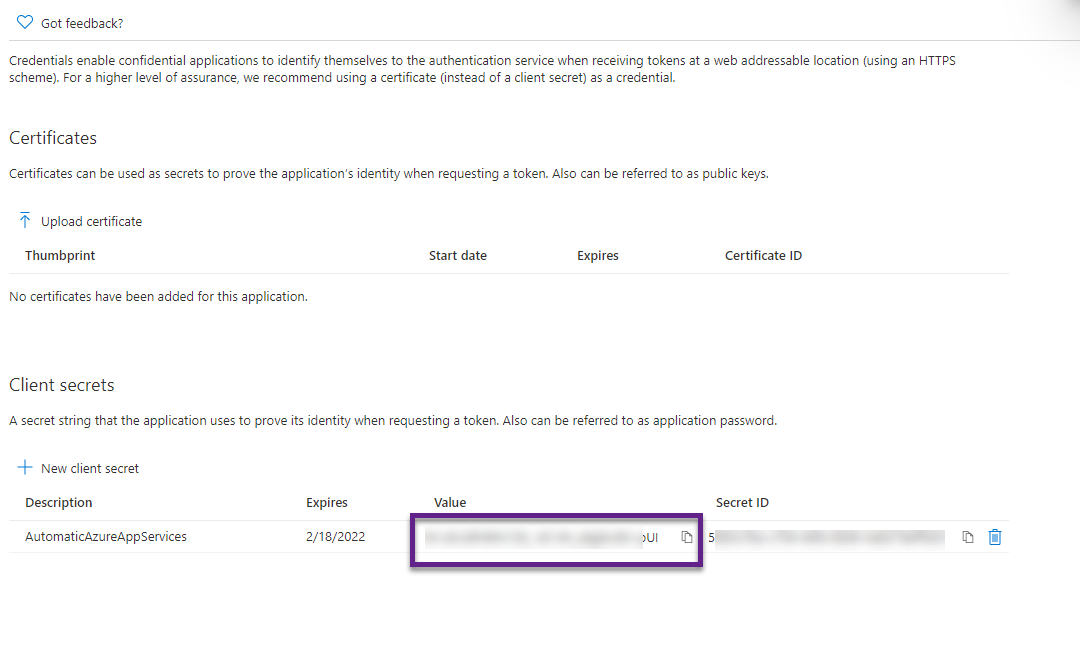 Got feedback?
Credentials enable confidential applications to identify themselves to the authentication service when receiving tokens at a web addressable location (using an HTTPS
scheme). For a higher level of assurance, we recommend using a certificate (instead of a client secret) as a credential.
Certificates
Certificates can be used as secrets to prove the application's identity when requesting a token. Also can be referred to as public keys.
Upload certificate
Thumbprint Start date Expires Certificate ID
No certificates have been added for this application.
Client secrets
A secret string that the application uses to prove its identity when requesting a token. Also can be referred to as application password.
New client secret
Description Expires Value Secret ID
AutomaticAzureAppServices 2/18/2022